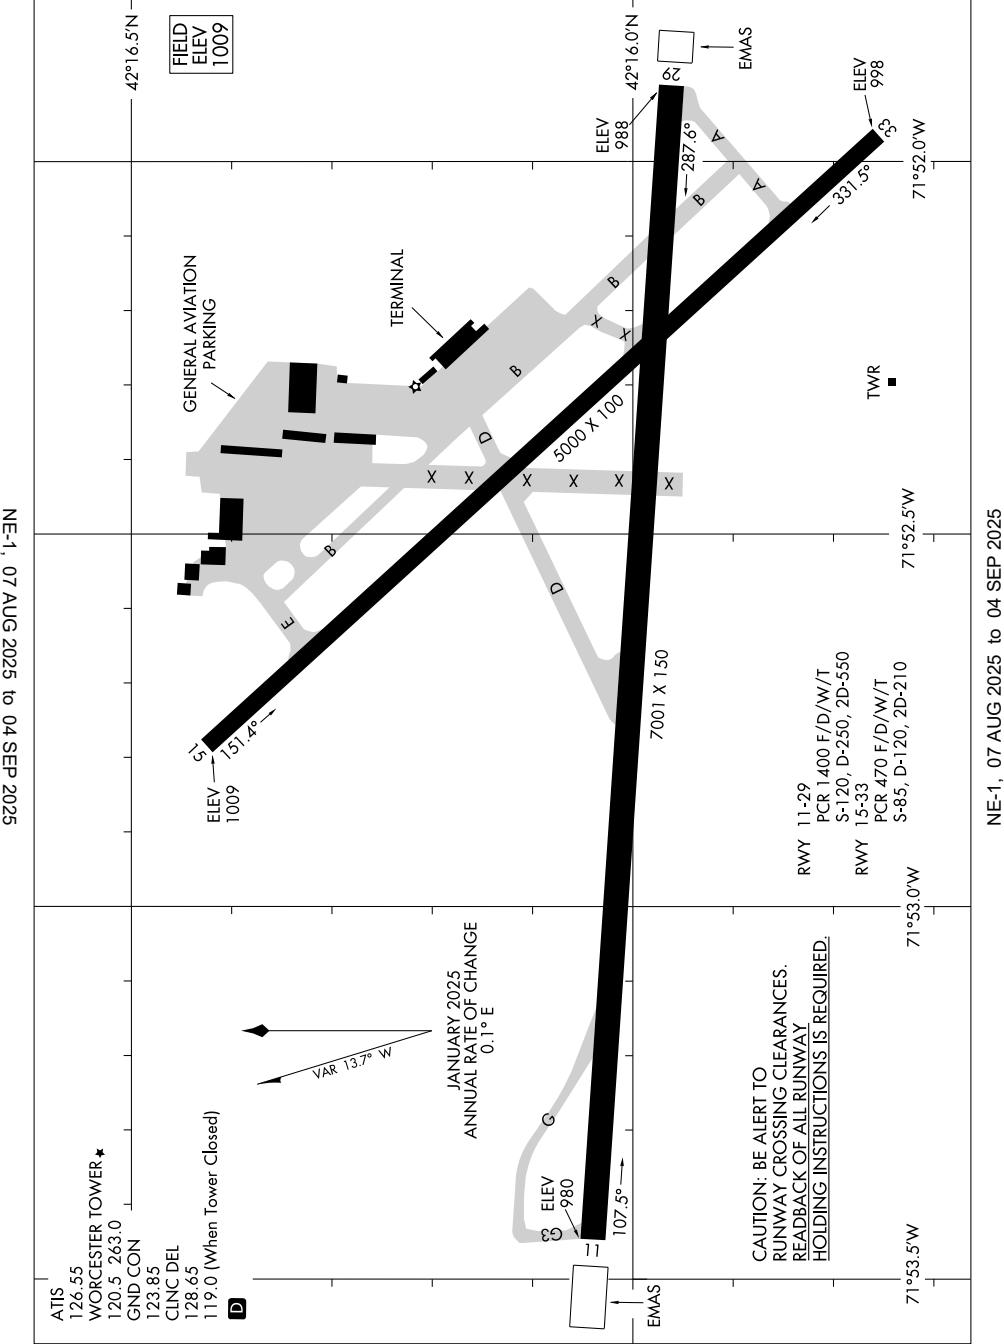 ATIS
126.55
WORCESTER TOWER
120.5 263.0
GND CON
123.85
CLNC DEL
128.65
119.0 (When Tower Closed)
D
VAR 13.7° W
JANUARY 2025
ANNUAL RATE OF CHANGE
0.1° E
CAUTION: BE ALERT TO
RUNWAY CROSSING CLEARANCES.
READBACK OF ALL RUNWAY
HOLDING INSTRUCTIONS IS REQUIRED.
RWY 11-29
PCR 1400 F/D/W/T
S-120, D-250, 2D-550
RWY 15-33
PCR 470 F/D/W/T
S-85, D-120, 2D-210
FIELD
ELEV
1009
GENERAL AVIATION
PARKING
TERMINAL
TWR
15
151.4°
ELEV
1009
5000 X 100
33
331.5°
ELEV
998
11
107.5°
ELEV
980
EMAS
7001 X 150
29
287.6°
ELEV
988
EMAS
G
G3
E
B
B
B
B
D
D
A
A
X
X
X
X
X
X
X
X
42°16.5'N
42°16.0'N
71°53.5'W
71°53.0'W
71°52.5'W
71°52.0'W
NE-1, 07 AUG 2025 to 04 SEP 2025
NE-1, 07 AUG 2025 to 04 SEP 2025